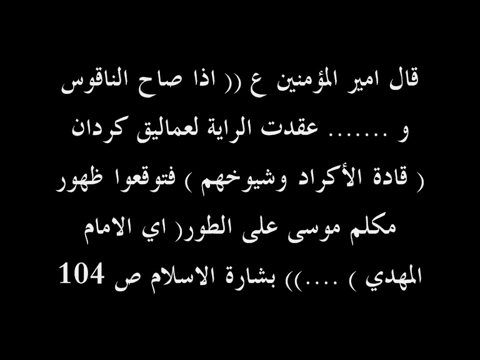 قال امير المؤمنين ع (( اذا صاح الناقوس
و ....... عقدت الراية لعماليق كردان
( قادة الأكراد وشيوخهم ) فتوقعوا ظهور
مكلم موسى على الطور( اي الامام
المهدي ) ....)) بشارة الاسلام ص 104